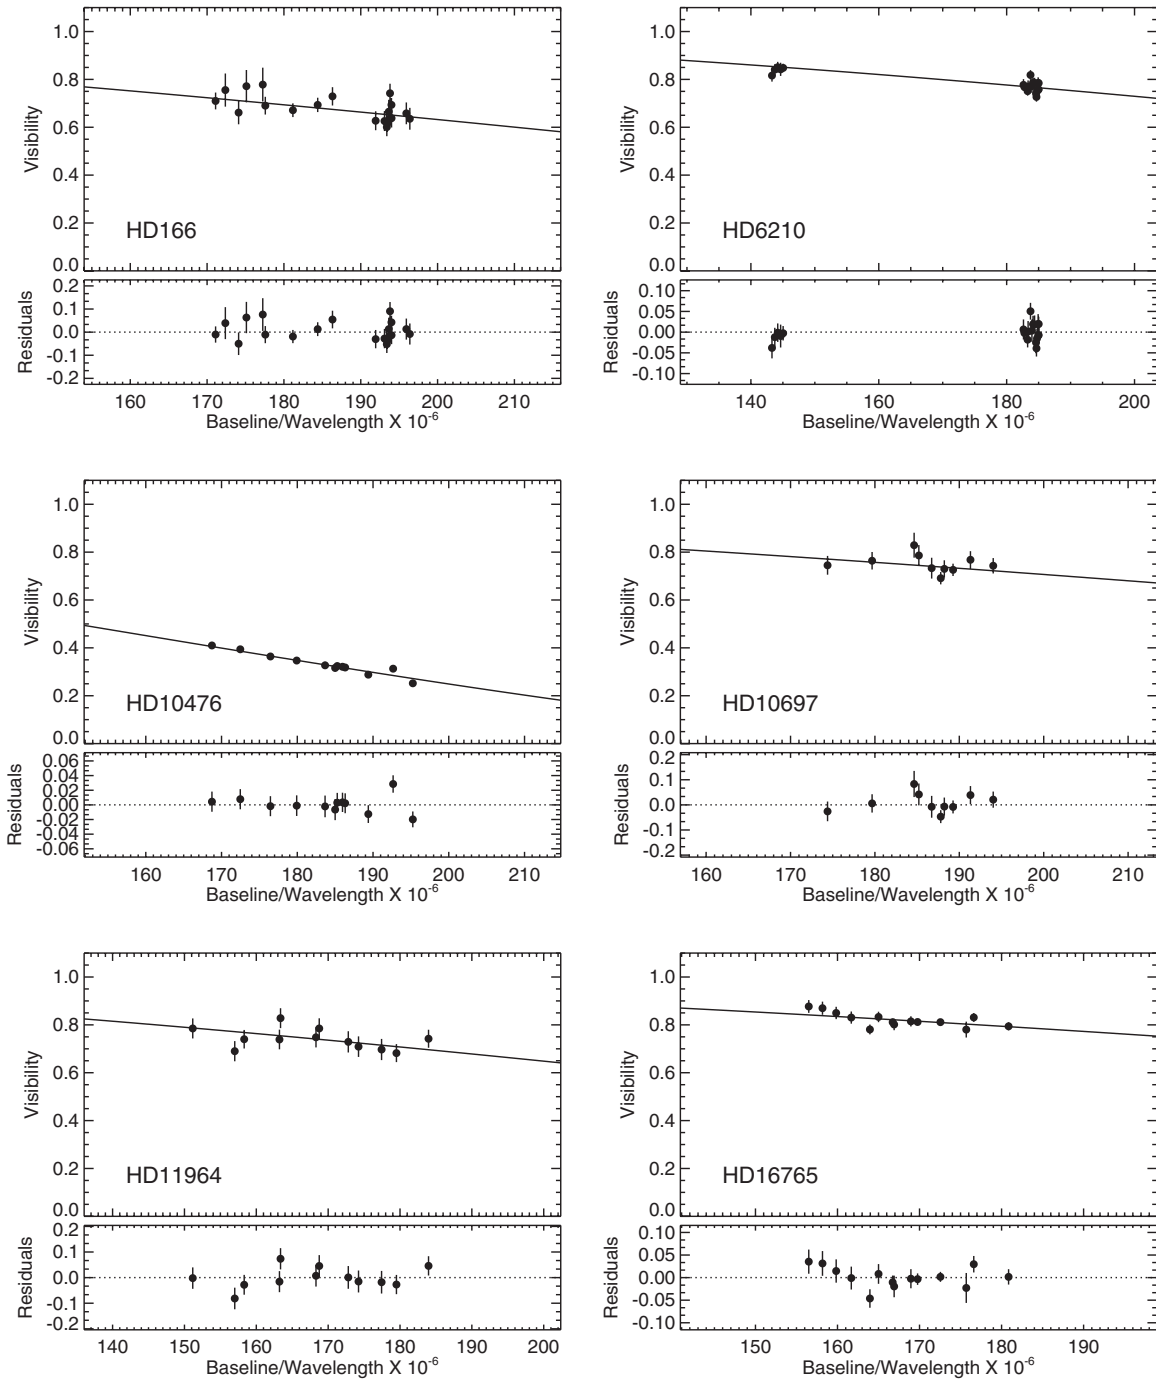 1.0
0.8
0.6
0.4
0.2
0.0
Visibility
HD166
0.2
0.1
0.0
-0.1
-0.2
Residuals
160 170 180 190 200 210
Baseline/Wavelength X 10⁻⁶
1.0
0.8
0.6
0.4
0.2
0.0
Visibility
HD6210
0.10
0.05
0.00
-0.05
-0.10
Residuals
140 160 180 200
Baseline/Wavelength X 10⁻⁶
1.0
0.8
0.6
0.4
0.2
0.0
Visibility
HD10476
0.06
0.04
0.02
0.00
-0.02
-0.04
-0.06
Residuals
160 170 180 190 200 210
Baseline/Wavelength X 10⁻⁶
1.0
0.8
0.6
0.4
0.2
0.0
Visibility
HD10697
0.2
0.1
0.0
-0.1
-0.2
Residuals
160 170 180 190 200 210
Baseline/Wavelength X 10⁻⁶
1.0
0.8
0.6
0.4
0.2
0.0
Visibility
HD11964
0.2
0.1
0.0
-0.1
-0.2
Residuals
140 150 160 170 180 190 200
Baseline/Wavelength X 10⁻⁶
1.0
0.8
0.6
0.4
0.2
0.0
Visibility
HD16765
0.10
0.05
0.00
-0.05
-0.10
Residuals
150 160 170 180 190
Baseline/Wavelength X 10⁻⁶